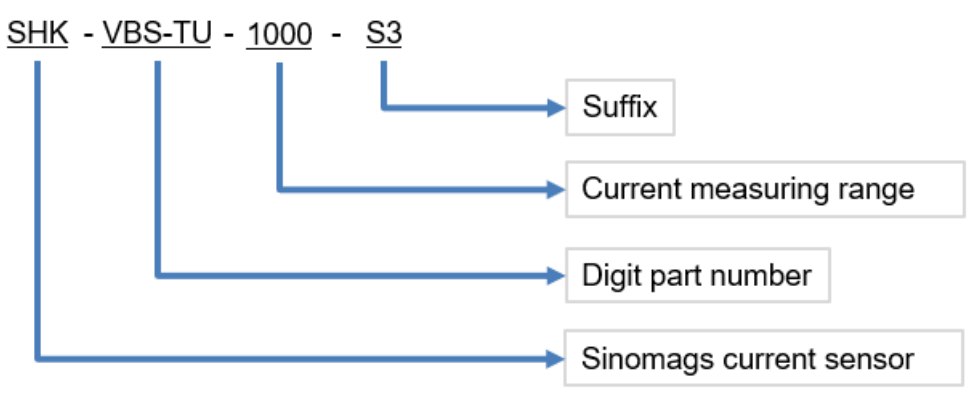 SHK - VBS-TU - 1000 - S3
Suffix
Current measuring range
Digit part number
Sinomags current sensor